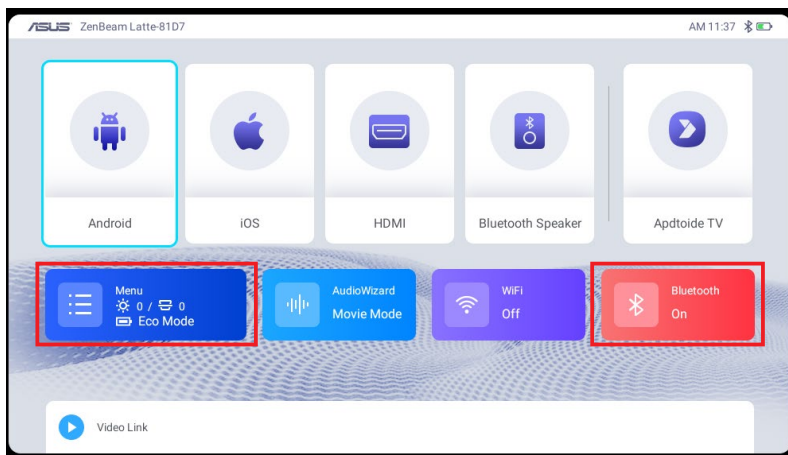 ASUS ZenBeam Latte-81D7 AM 11:37
Android
iOS
HDMI
Bluetooth Speaker
Apdtoide TV
Menu
0 / 0
Eco Mode
AudioWizard
Movie Mode
WiFi
Off
Bluetooth
On
Video Link